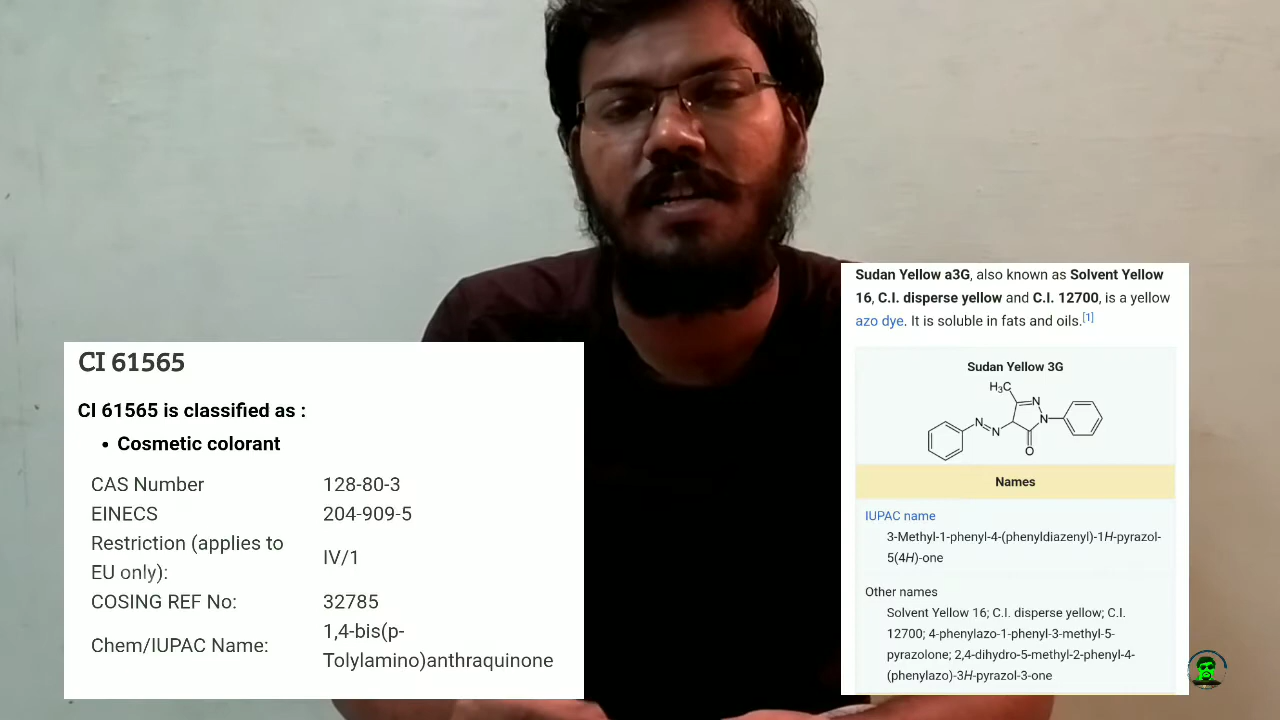 CI 61565
CI 61565 is classified as :
• Cosmetic colorant
CAS Number 128-80-3
EINECS 204-909-5
Restriction (applies to
EU only): IV/1
COSING REF No: 32785
Chem/IUPAC Name: 1,4-bis(p-
Tolylamino)anthraquinone
Sudan Yellow a3G, also known as Solvent Yellow
16, C.I. disperse yellow and C.I. 12700, is a yellow
azo dye. It is soluble in fats and oils.[1]
Sudan Yellow 3G
H₃C
N
N
N
N
O
Names
IUPAC name
3-Methyl-1-phenyl-4-(phenyldiazenyl)-1H-pyrazol-
5(4H)-one
Other names
Solvent Yellow 16; C.I. disperse yellow; C.I.
12700; 4-phenylazo-1-phenyl-3-methyl-5-
pyrazolone; 2,4-dihydro-5-methyl-2-phenyl-4-
(phenylazo)-3H-pyrazol-3-one